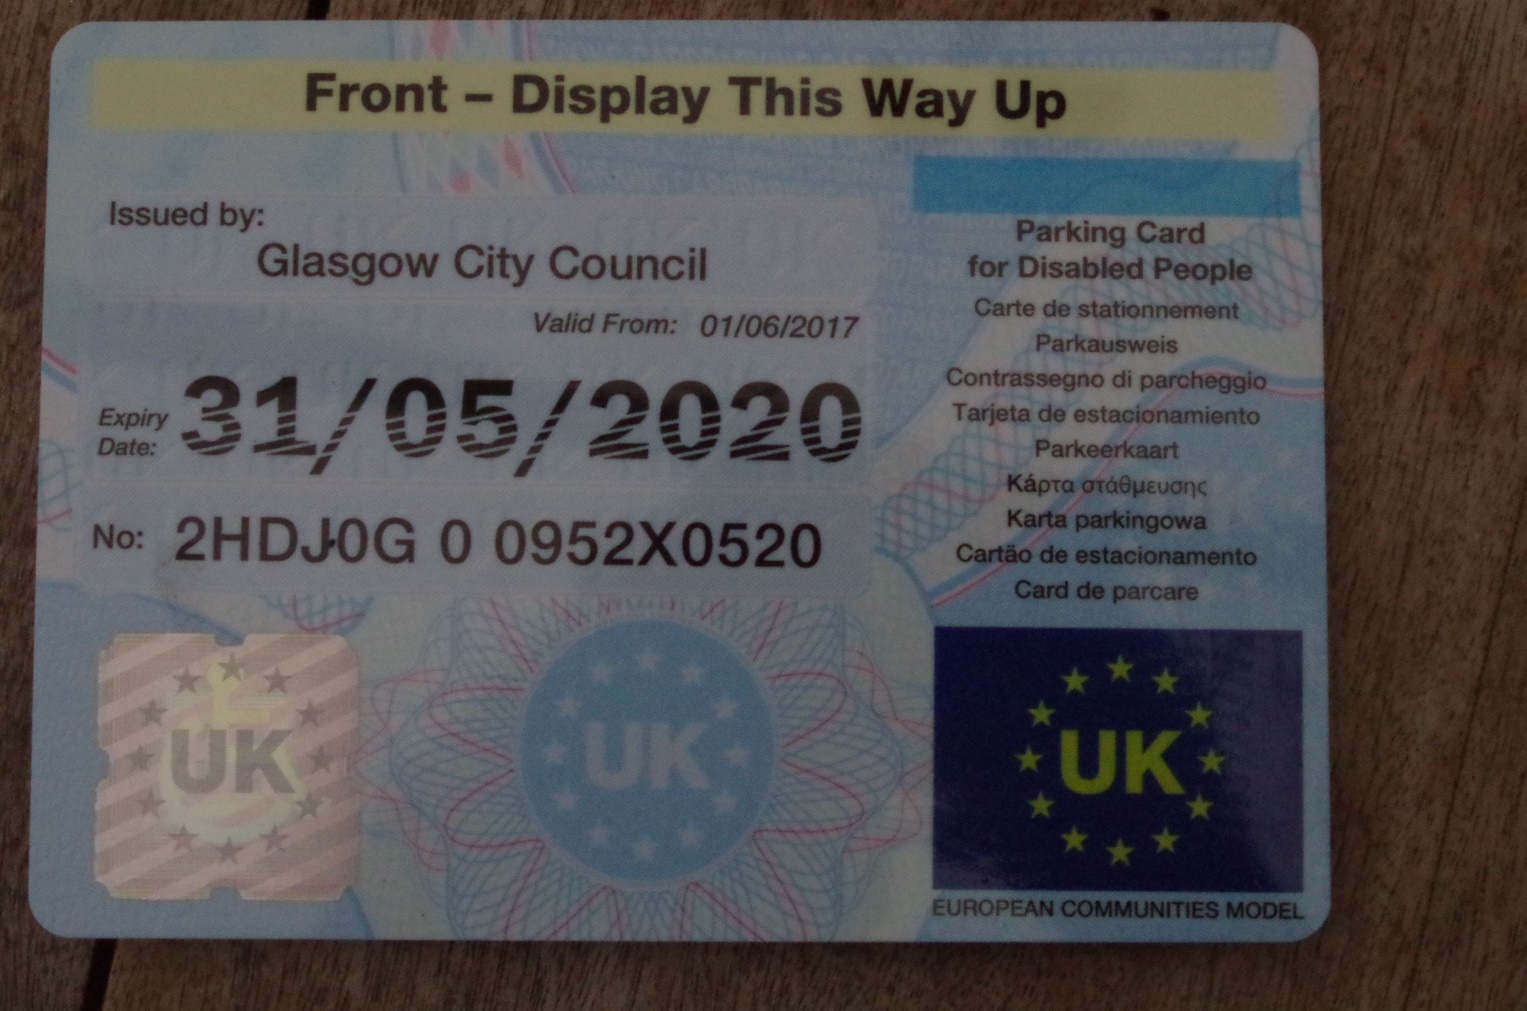 Front – Display This Way Up
Issued by:
Glasgow City Council
Valid From: 01/06/2017
Expiry
Date: 31/05/2020
No: 2HDJ0G 0 0952X0520
Parking Card
for Disabled People
Carte de stationnement
Parkausweis
Contrassegno di parcheggio
Tarjeta de estacionamiento
Parkeerkaart
Κάρτα στάθμευσης
Karta parkingowa
Cartão de estacionamento
Card de parcare
UK
UK
UK
EUROPEAN COMMUNITIES MODEL